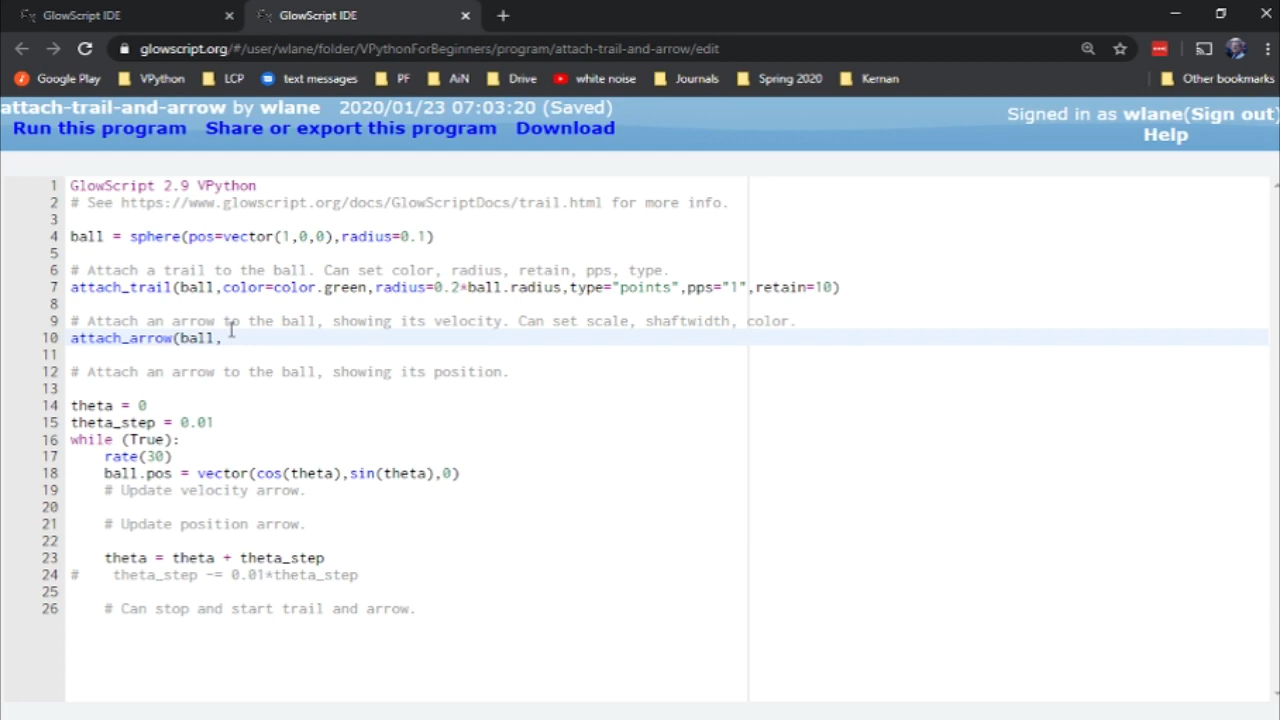 GlowScript IDE
GlowScript IDE
glowscript.org/#/user/wlane/folder/VPythonForBeginners/program/attach-trail-and-arrow/edit
Google Play VPython LCP text messages PF AiN Drive white noise Journals Spring 2020 Kernan Other bookmarks
attach-trail-and-arrow by wlane 2020/01/23 07:03:20 (Saved)
Signed in as wlane(Sign out)
Run this program Share or export this program Download
Help
1 GlowScript 2.9 VPython
2 # See https://www.glowscript.org/docs/GlowScriptDocs/trail.html for more info.
3
4 ball = sphere(pos=vector(1,0,0),radius=0.1)
5
6 # Attach a trail to the ball. Can set color, radius, retain, pps, type.
7 attach_trail(ball,color=color.green,radius=0.2*ball.radius,type="points",pps="1",retain=10)
8
9 # Attach an arrow to the ball, showing its velocity. Can set scale, shaftwidth, color.
10 attach_arrow(ball,
11
12 # Attach an arrow to the ball, showing its position.
13
14 theta = 0
15 theta_step = 0.01
16 while (True):
17 rate(30)
18 ball.pos = vector(cos(theta),sin(theta),0)
19 # Update velocity arrow.
20
21 # Update position arrow.
22
23 theta = theta + theta_step
24 # theta_step -= 0.01*theta_step
25
26 # Can stop and start trail and arrow.